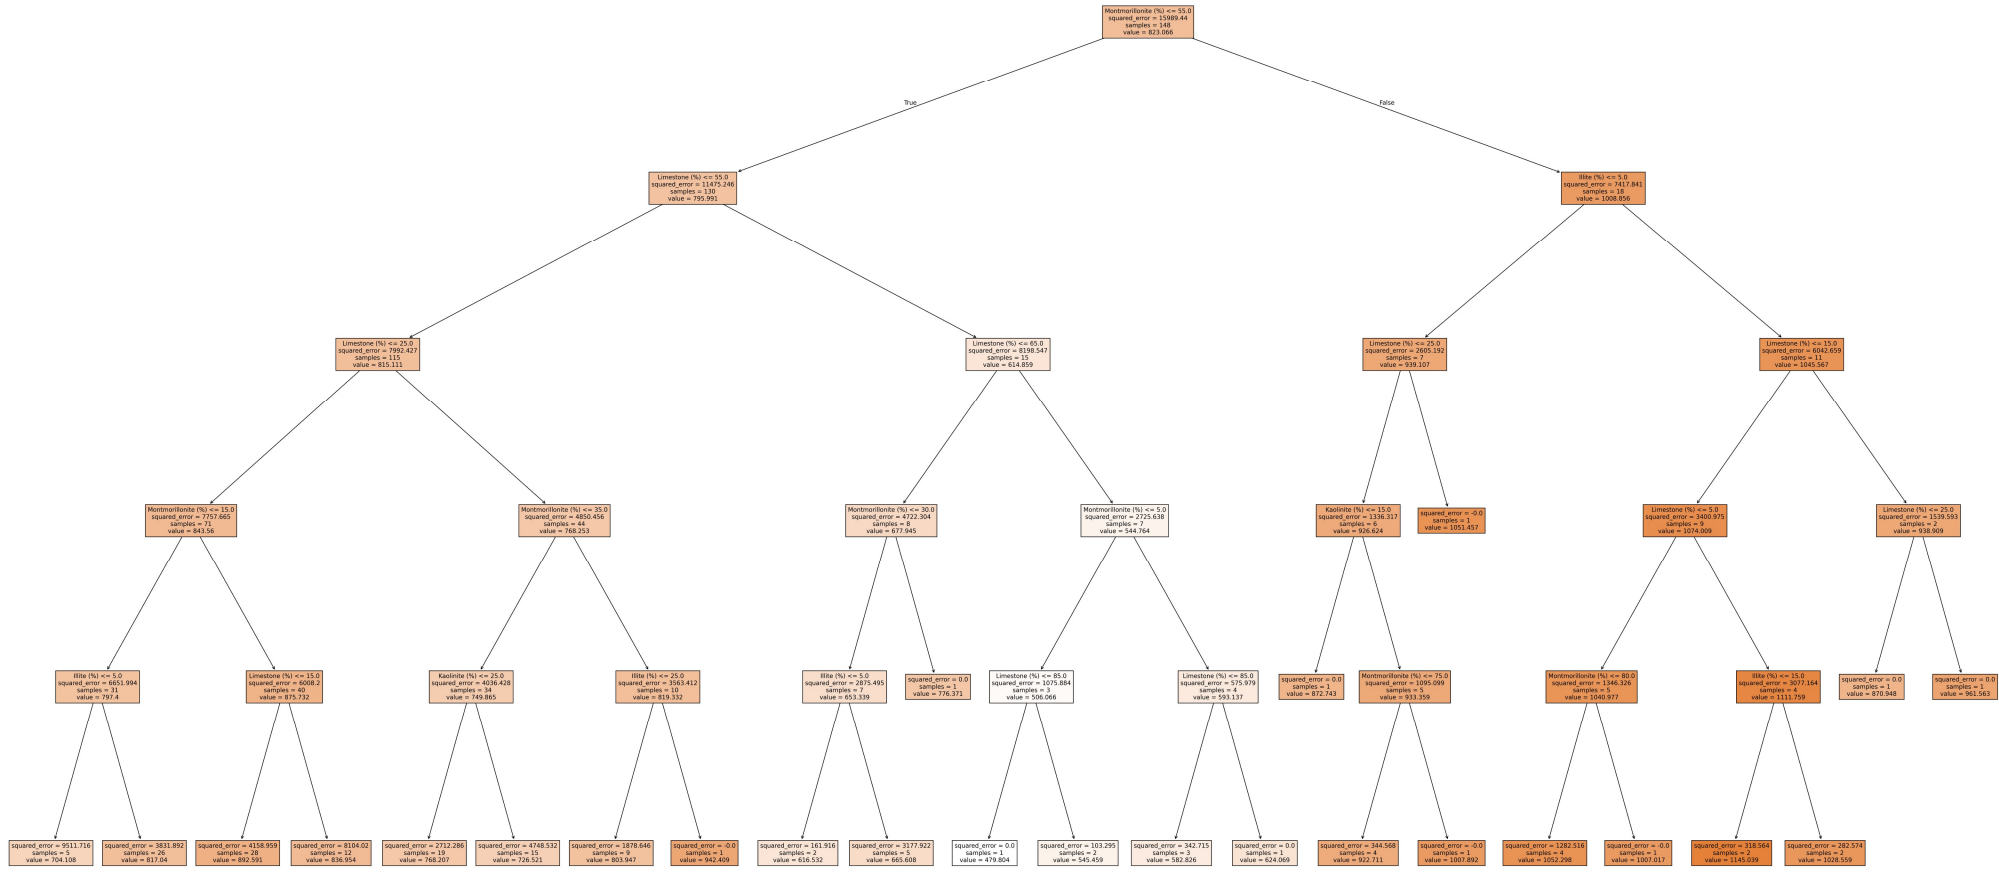 Montmorillonite (%) <= 55.0
squared_error = 15989.44
samples = 148
value = 823.066
True
False
Limestone (%) <= 55.0
squared_error = 11475.246
samples = 130
value = 795.991
Illite (%) <= 5.0
squared_error = 7417.841
samples = 18
value = 1008.856
Limestone (%) <= 25.0
squared_error = 7992.427
samples = 115
value = 815.111
Limestone (%) <= 65.0
squared_error = 8198.547
samples = 15
value = 614.859
Limestone (%) <= 25.0
squared_error = 2605.192
samples = 7
value = 939.107
Limestone (%) <= 15.0
squared_error = 6042.659
samples = 11
value = 1045.567
Montmorillonite (%) <= 15.0
squared_error = 7757.665
samples = 71
value = 843.56
Montmorillonite (%) <= 35.0
squared_error = 4850.456
samples = 44
value = 768.253
Montmorillonite (%) <= 30.0
squared_error = 4722.304
samples = 8
value = 677.945
Montmorillonite (%) <= 5.0
squared_error = 2725.638
samples = 7
value = 544.764
Kaolinite (%) <= 15.0
squared_error = 1336.317
samples = 6
value = 926.624
squared_error = -0.0
samples = 1
value = 1051.457
Limestone (%) <= 5.0
squared_error = 3400.975
samples = 9
value = 1074.009
Limestone (%) <= 25.0
squared_error = 1539.593
samples = 2
value = 938.909
Illite (%) <= 5.0
squared_error = 6651.994
samples = 31
value = 797.4
Limestone (%) <= 15.0
squared_error = 6008.2
samples = 40
value = 875.732
Kaolinite (%) <= 25.0
squared_error = 4036.428
samples = 34
value = 749.865
Illite (%) <= 25.0
squared_error = 3563.412
samples = 10
value = 819.332
Illite (%) <= 5.0
squared_error = 2875.495
samples = 7
value = 653.339
squared_error = 0.0
samples = 1
value = 776.371
Limestone (%) <= 85.0
squared_error = 1075.884
samples = 3
value = 506.066
Limestone (%) <= 85.0
squared_error = 575.979
samples = 4
value = 593.137
squared_error = 0.0
samples = 1
value = 872.743
Montmorillonite (%) <= 75.0
squared_error = 1095.099
samples = 5
value = 933.359
Montmorillonite (%) <= 80.0
squared_error = 1346.326
samples = 5
value = 1040.977
Illite (%) <= 15.0
squared_error = 3077.164
samples = 4
value = 1111.759
squared_error = 0.0
samples = 1
value = 870.948
squared_error = 0.0
samples = 1
value = 961.563
squared_error = 9511.716
samples = 5
value = 704.108
squared_error = 3831.892
samples = 26
value = 817.04
squared_error = 4158.959
samples = 28
value = 892.591
squared_error = 8104.02
samples = 12
value = 836.954
squared_error = 2712.286
samples = 19
value = 768.207
squared_error = 4748.532
samples = 15
value = 726.521
squared_error = 1878.646
samples = 9
value = 803.947
squared_error = -0.0
samples = 1
value = 942.409
squared_error = 161.916
samples = 2
value = 616.532
squared_error = 3177.922
samples = 5
value = 665.608
squared_error = 0.0
samples = 1
value = 479.804
squared_error = 103.295
samples = 2
value = 545.459
squared_error = 342.715
samples = 3
value = 582.826
squared_error = 0.0
samples = 1
value = 624.069
squared_error = 344.568
samples = 4
value = 922.711
squared_error = -0.0
samples = 1
value = 1007.892
squared_error = 1282.516
samples = 4
value = 1052.298
squared_error = -0.0
samples = 1
value = 1007.017
squared_error = 318.564
samples = 2
value = 1145.039
squared_error = 282.574
samples = 2
value = 1028.559